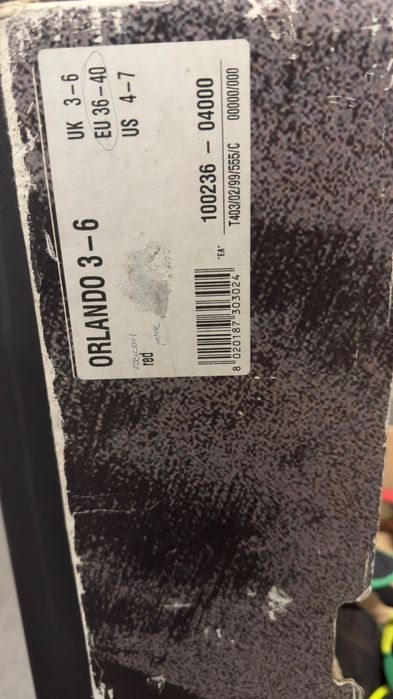 ORLANDO 3-6
UK 3-6
EU 36-40
US 4-7
red
100236 - 04000
"EA"
T403/02/99/555/C 00000/000
8 020187 303024